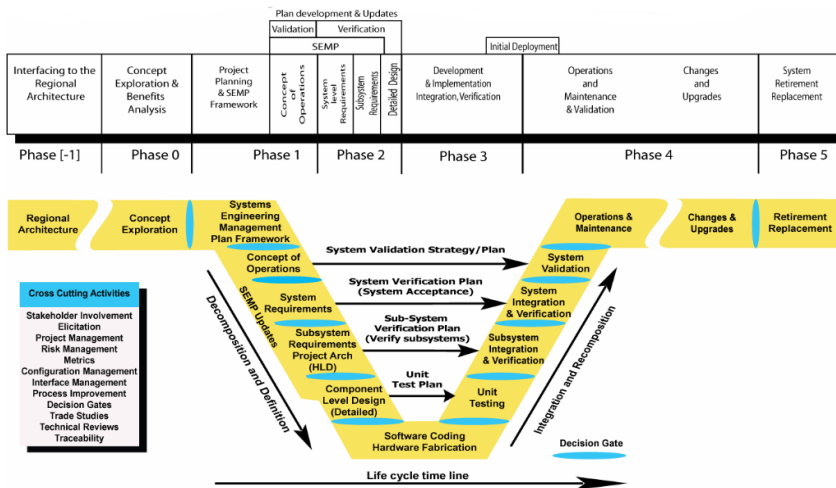 Plan development & Updates
Validation
Verification
SEMP
Initial Deployment
Interfacing to the
Regional
Architecture
Concept
Exploration &
Benefits
Analysis
Project
Planning
& SEMP
Framework
Concept
of
Operations
System
level
Requirements
Subsystem
Requirements
Detailed Design
Development
& Implementation
Integration, Verification
Operations
and
Maintenance
& Validation
Changes
and
Upgrades
System
Retirement
Replacement
Phase [-1]
Phase 0
Phase 1
Phase 2
Phase 3
Phase 4
Phase 5
Regional
Architecture
Concept
Exploration
Systems
Engineering
Management
Plan Framework
Operations &
Maintenance
Changes &
Upgrades
Retirement
Replacement
Concept of
Operations
System Validation Strategy/Plan
System
Validation
System
Requirements
System Verification Plan
(System Acceptance)
System
Integration
& Verification
SEMP Updates
Subsystem
Requirements
Project Arch
(HLD)
Sub-System
Verification Plan
(Verify subsystems)
Subsystem
Integration
& Verification
Component
Level Design
(Detailed)
Unit
Test Plan
Unit
Testing
Software Coding
Hardware Fabrication
Decomposition and Definition
Integration and Recomposition
Cross Cutting Activities
Stakeholder Involvement
Elicitation
Project Management
Risk Management
Metrics
Configuration Management
Interface Management
Process Improvement
Decision Gates
Trade Studies
Technical Reviews
Traceability
Decision Gate
Life cycle time line